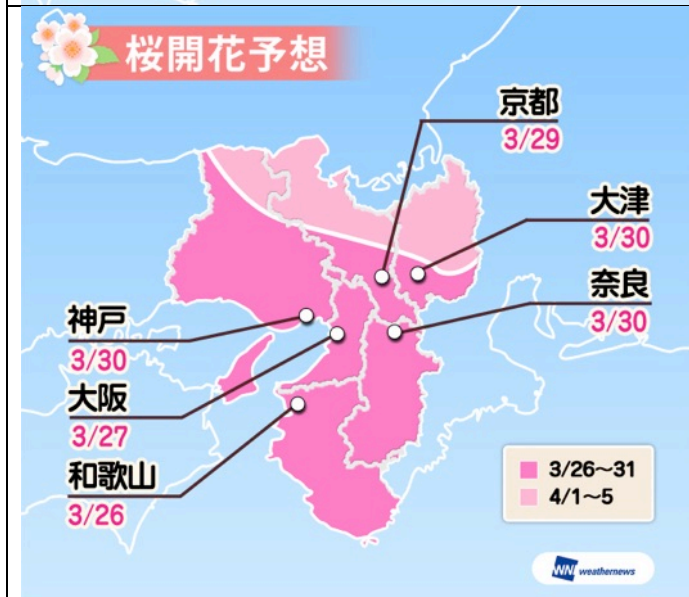 桜開花予想
京都
3/29
大津
3/30
奈良
3/30
神戸
3/30
大阪
3/27
和歌山
3/26
3/26～31
4/1～5
WN weathernews